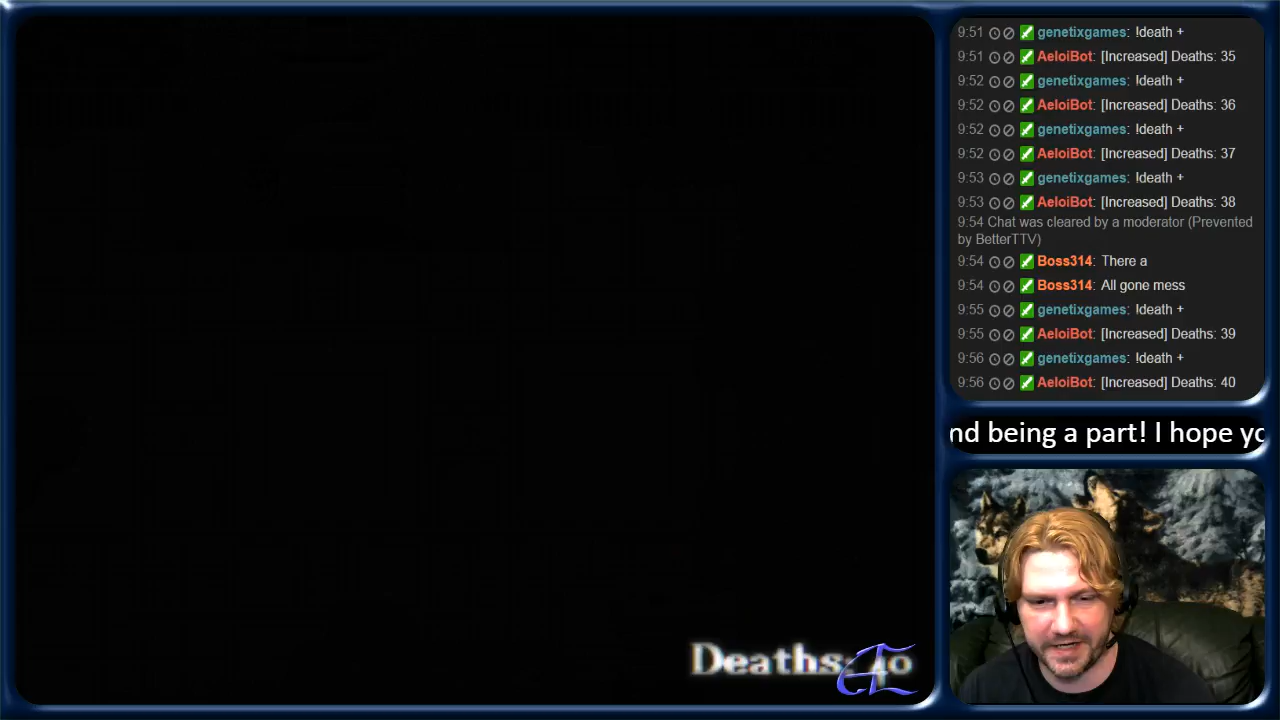 9:51 genetixgames: !death +
9:51 AeloiBot: [Increased] Deaths: 35
9:52 genetixgames: !death +
9:52 AeloiBot: [Increased] Deaths: 36
9:52 genetixgames: !death +
9:52 AeloiBot: [Increased] Deaths: 37
9:53 genetixgames: !death +
9:53 AeloiBot: [Increased] Deaths: 38
9:54 Chat was cleared by a moderator (Prevented
by BetterTTV)
9:54 Boss314: There a
9:54 Boss314: All gone mess
9:55 genetixgames: !death +
9:55 AeloiBot: [Increased] Deaths: 39
9:56 genetixgames: !death +
9:56 AeloiBot: [Increased] Deaths: 40
nd being a part! I hope yo
Deaths: 40